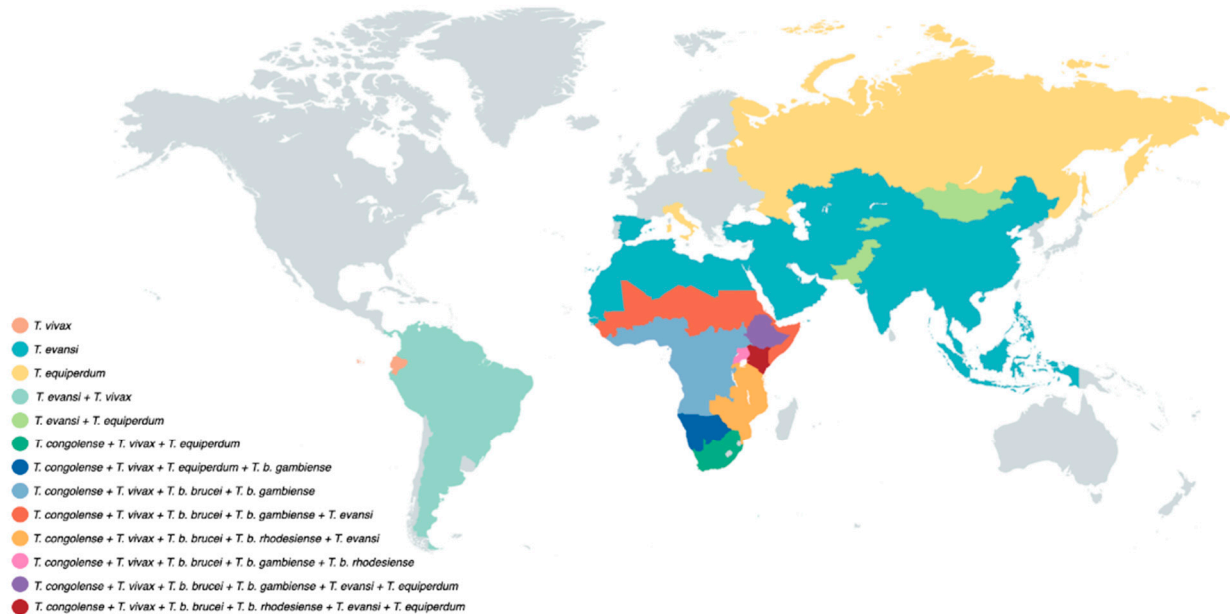 T. vivax
T. evansi
T. equiperdum
T. evansi + T. vivax
T. evansi + T. equiperdum
T. congolense + T. vivax + T. equiperdum
T. congolense + T. vivax + T. equiperdum + T. b. gambiense
T. congolense + T. vivax + T. b. brucei + T. b. gambiense
T. congolense + T. vivax + T. b. brucei + T. b. gambiense + T. evansi
T. congolense + T. vivax + T. b. brucei + T. b. rhodesiense + T. evansi
T. congolense + T. vivax + T. b. brucei + T. b. gambiense + T. b. rhodesiense
T. congolense + T. vivax + T. b. brucei + T. b. gambiense + T. evansi + T. equiperdum
T. congolense + T. vivax + T. b. brucei + T. b. rhodesiense + T. evansi + T. equiperdum